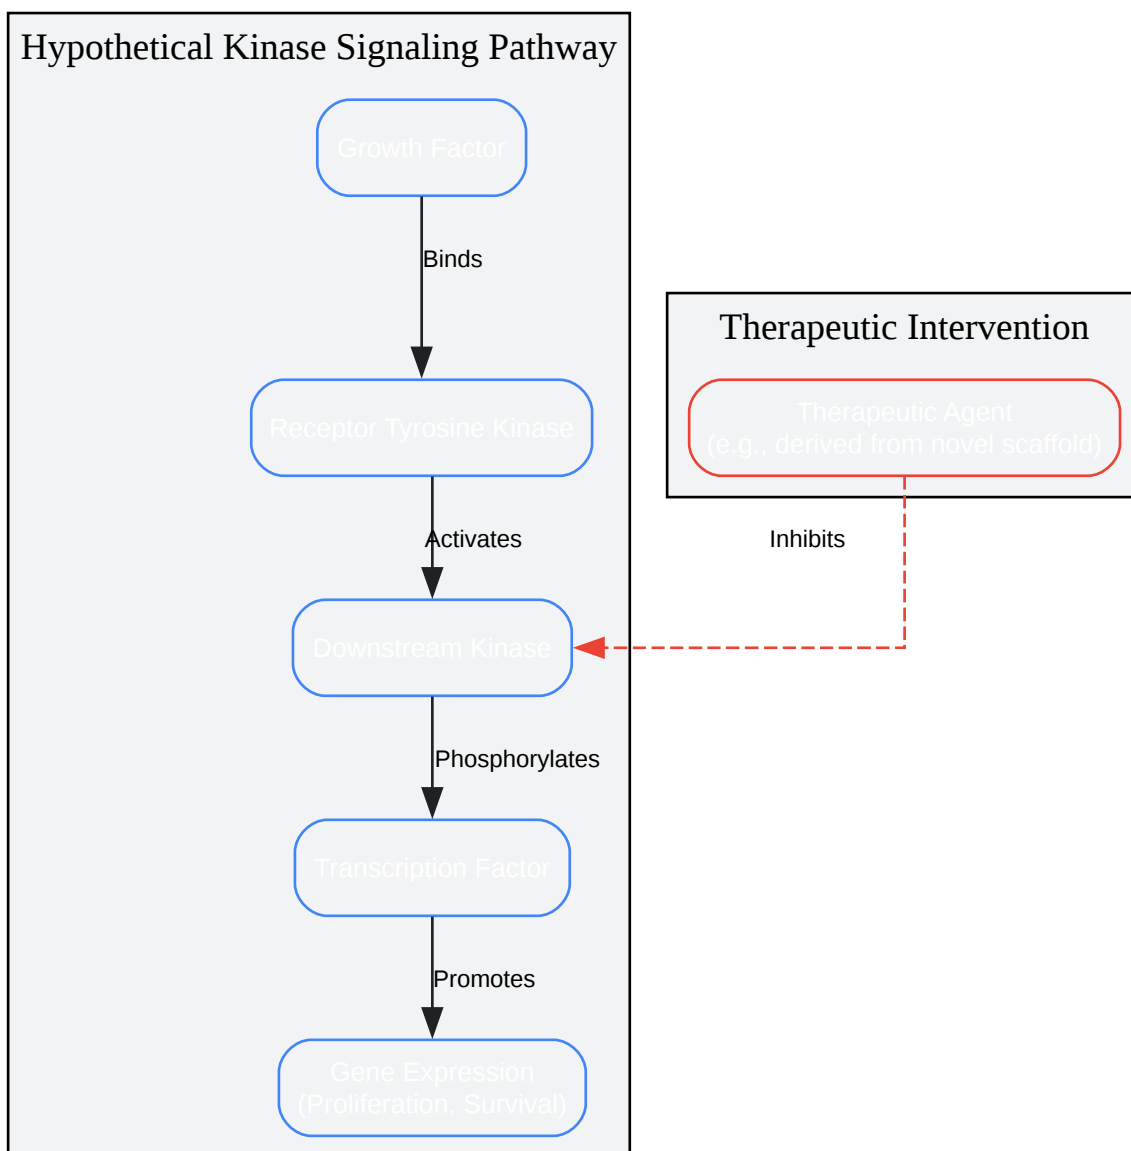 Hypothetical Kinase Signaling Pathway
Growth Factor
Binds
Receptor Tyrosine Kinase
Activates
Downstream Kinase
Phosphorylates
Transcription Factor
Promotes
Gene Expression
(Proliferation, Survival)
Therapeutic Intervention
Therapeutic Agent
(e.g., derived from novel scaffold)
Inhibits